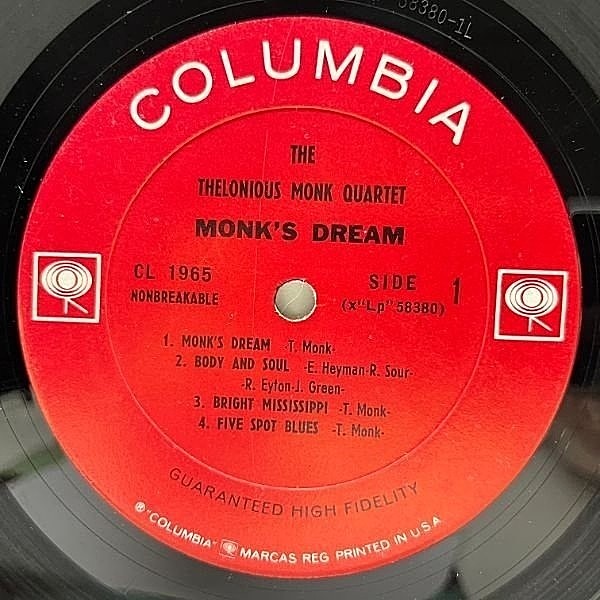 58380-1L
COLUMBIA
THE
THELONIOUS MONK QUARTET
MONK'S DREAM
CL 1965
NONBREAKABLE
SIDE 1
(x"Lp" 58380)
1. MONK'S DREAM -T. Monk-
2. BODY AND SOUL -E. Heyman-R. Sour-
-R. Eyton-J. Green-
3. BRIGHT MISSISSIPPI -T. Monk-
4. FIVE SPOT BLUES -T. Monk-
GUARANTEED HIGH FIDELITY
® "COLUMBIA" MARCAS REG. PRINTED IN U.S.A.